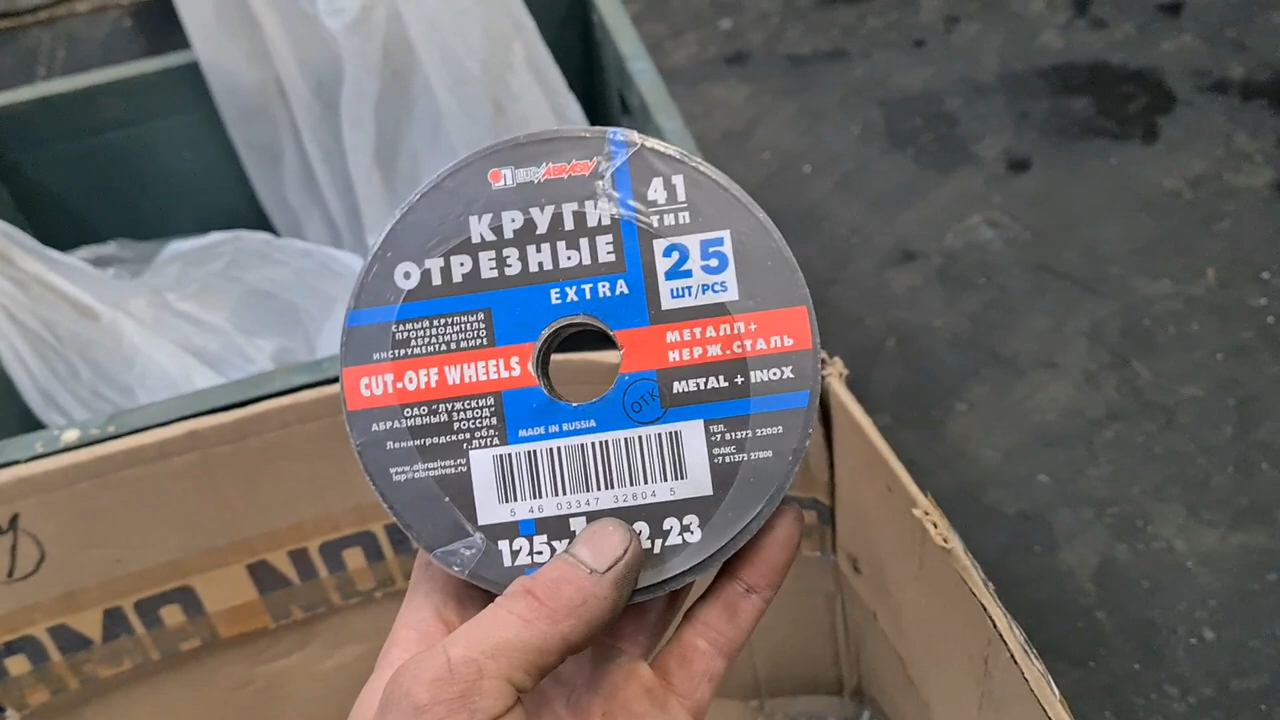 LUGAABRASIV
КРУГИ
ОТРЕЗНЫЕ
EXTRA
41
ТИП
25
ШТ/PCS
САМЫЙ КРУПНЫЙ
ПРОИЗВОДИТЕЛЬ
АБРАЗИВНОГО
ИНСТРУМЕНТА В МИРЕ
CUT-OFF WHEELS
МЕТАЛЛ+
НЕРЖ.СТАЛЬ
METAL + INOX
ОТК
ОАО "ЛУЖСКИЙ
АБРАЗИВНЫЙ ЗАВОД"
РОССИЯ
Ленинградская обл.
г.ЛУГА
www.abrasives.ru
lap@abrasives.ru
MADE IN RUSSIA
ТЕЛ.
+7 81372 22002
ФАКС
+7 81372 27800
5 46 03347 32804 5
125x 2,23
NORMA